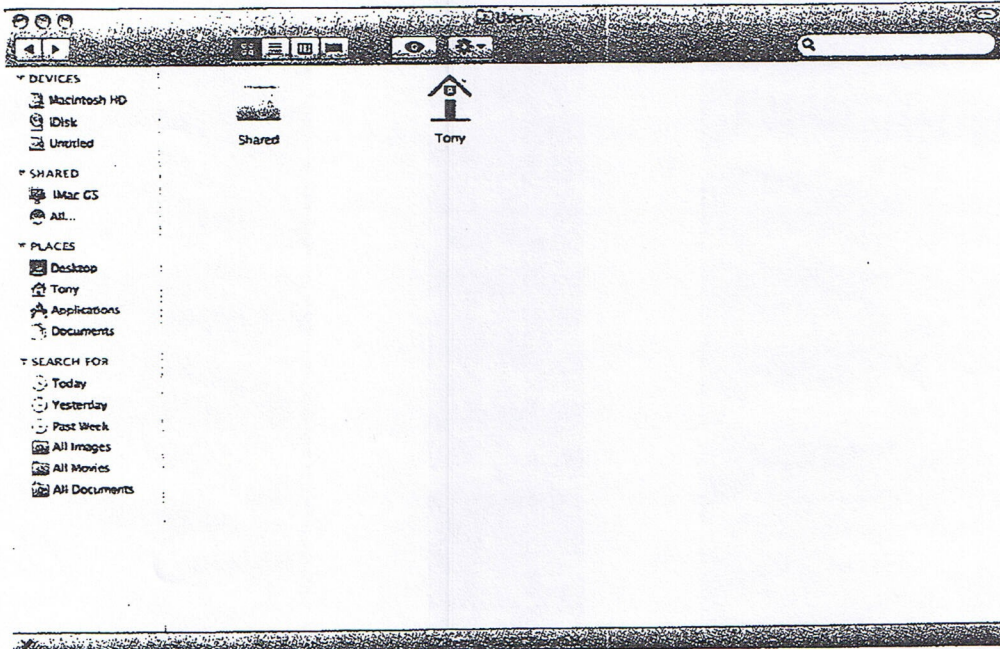 Users
DEVICES
Macintosh HD
iDisk
Untitled
SHARED
iMac G5
All...
PLACES
Desktop
Tony
Applications
Documents
SEARCH FOR
Today
Yesterday
Past Week
All Images
All Movies
All Documents
Shared
Tony